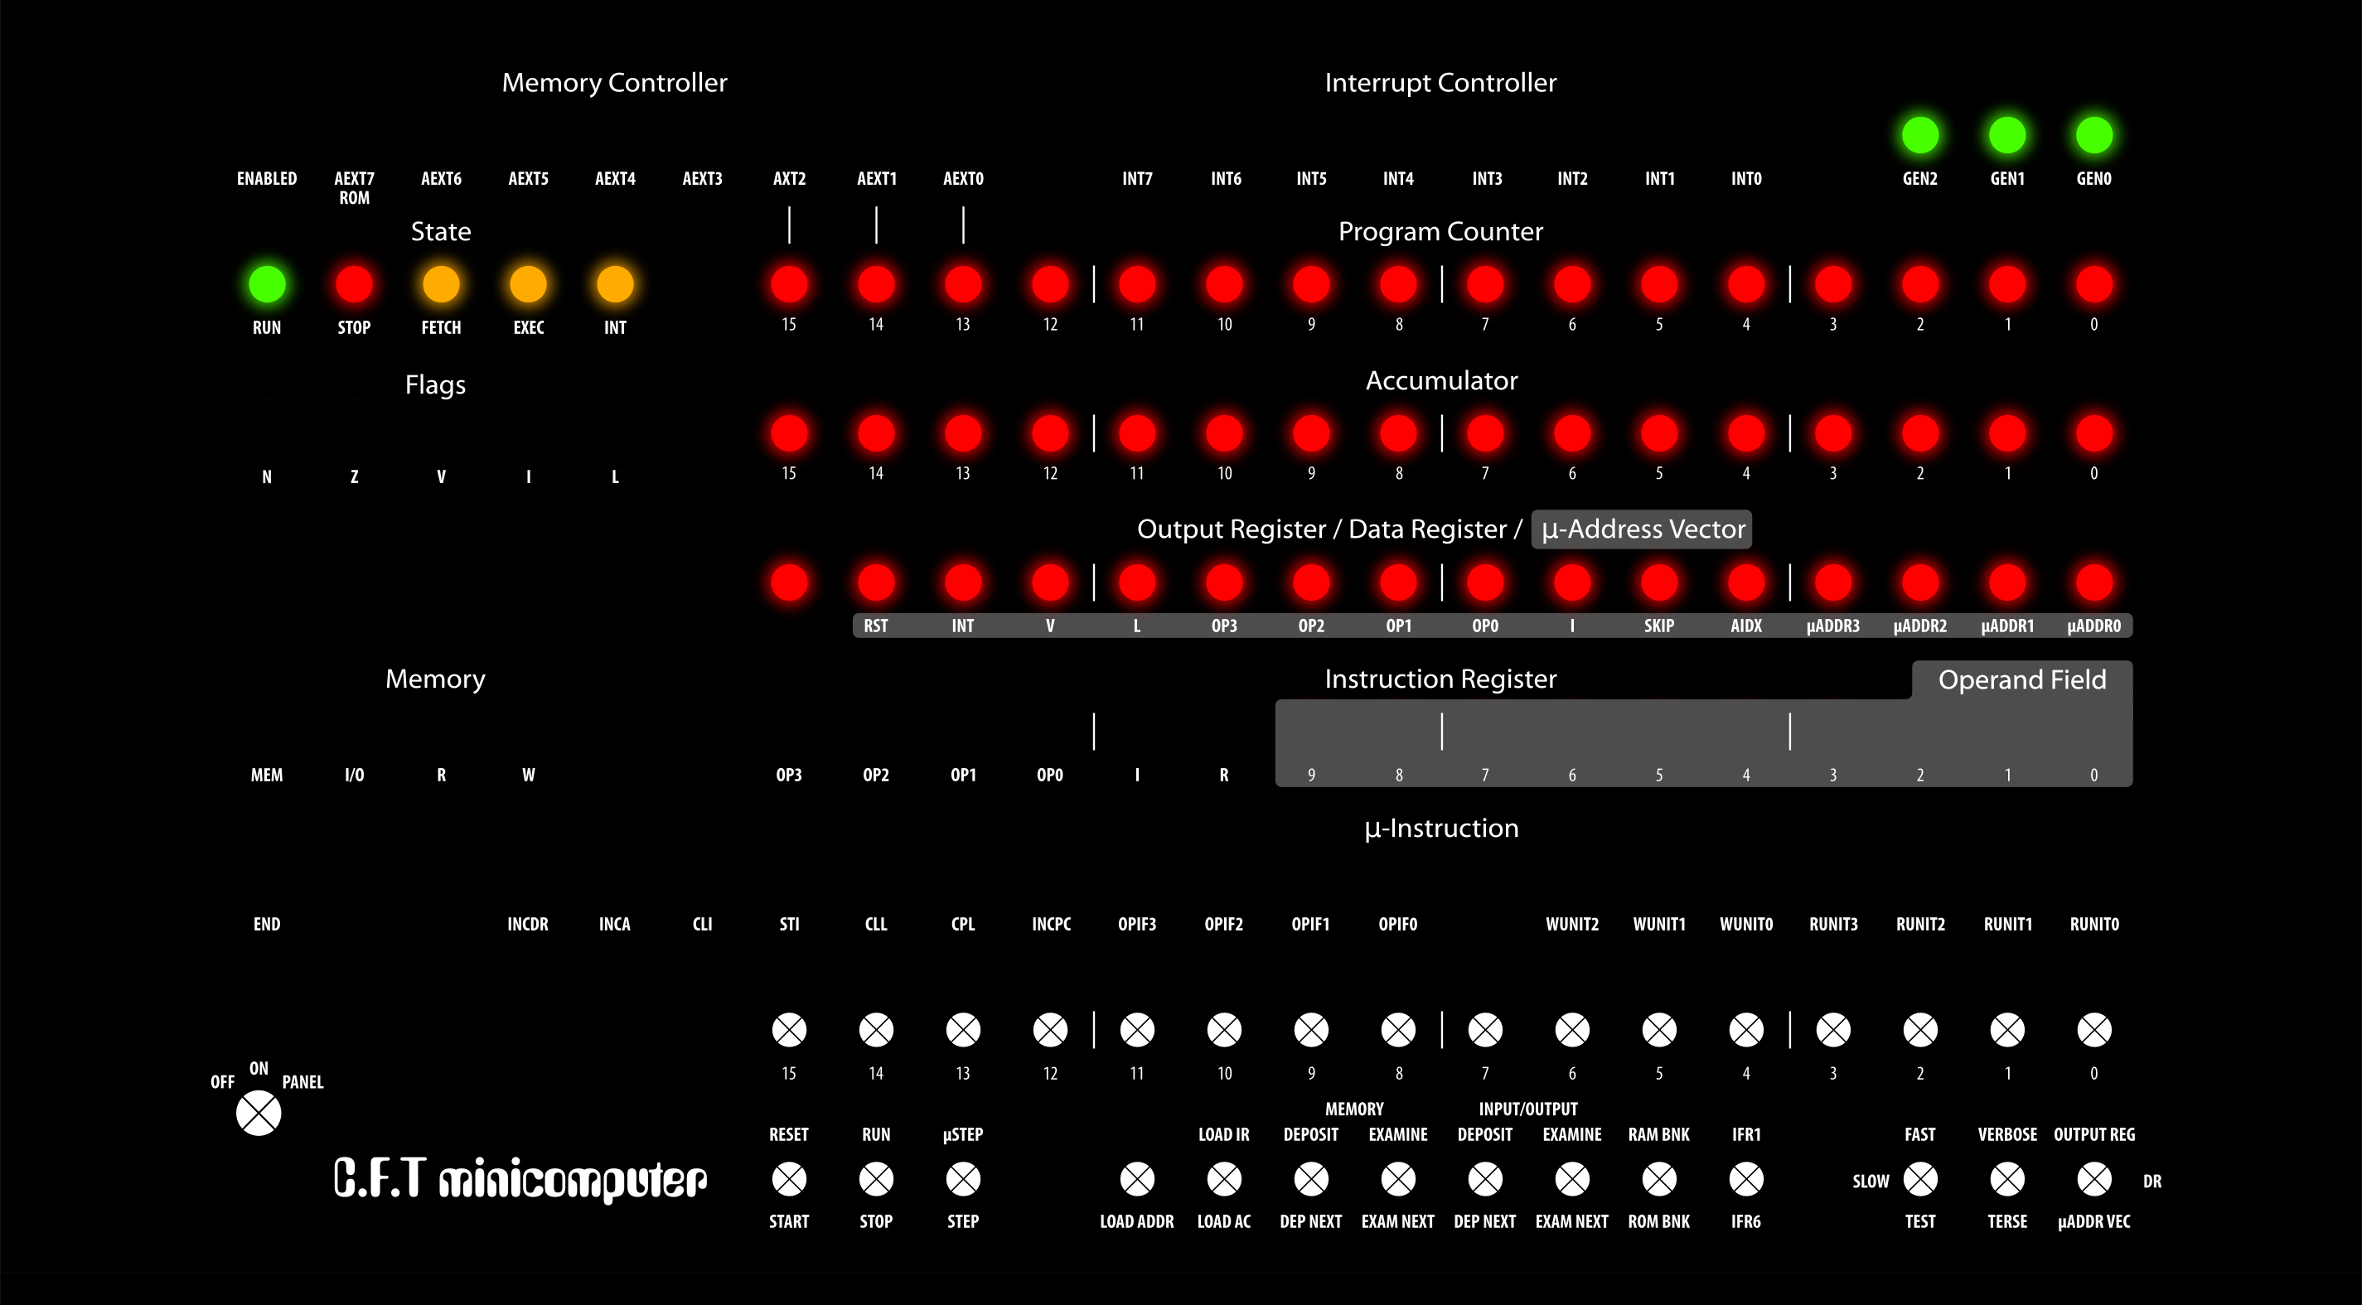 Memory Controller Interrupt Controller
ENABLED AEXT7 AEXT6 AEXT5 AEXT4 AEXT3 AXT2 AEXT1 AEXT0 INT7 INT6 INT5 INT4 INT3 INT2 INT1 INT0 GEN2 GEN1 GEN0
ROM
State Program Counter
RUN STOP FETCH EXEC INT 15 14 13 12 11 10 9 8 7 6 5 4 3 2 1 0
Flags Accumulator
N Z V I L 15 14 13 12 11 10 9 8 7 6 5 4 3 2 1 0
Output Register / Data Register / µ-Address Vector
RST INT V L OP3 OP2 OP1 OP0 I SKIP AIDX µADDR3 µADDR2 µADDR1 µADDR0
Memory Instruction Register Operand Field
MEM I/O R W OP3 OP2 OP1 OP0 I R 9 8 7 6 5 4 3 2 1 0
µ-Instruction
END INCDR INCA CLI STI CLL CPL INCPC OPIF3 OPIF2 OPIF1 OPIF0 WUNIT2 WUNIT1 WUNIT0 RUNIT3 RUNIT2 RUNIT1 RUNIT0
15 14 13 12 11 10 9 8 7 6 5 4 3 2 1 0
OFF ON PANEL
MEMORY INPUT/OUTPUT
RESET RUN µSTEP LOAD IR DEPOSIT EXAMINE DEPOSIT EXAMINE RAM BNK IFR1 FAST VERBOSE OUTPUT REG
C.F.T minicomputer SLOW DR
START STOP STEP LOAD ADDR LOAD AC DEP NEXT EXAM NEXT DEP NEXT EXAM NEXT ROM BNK IFR6 TEST TERSE µADDR VEC